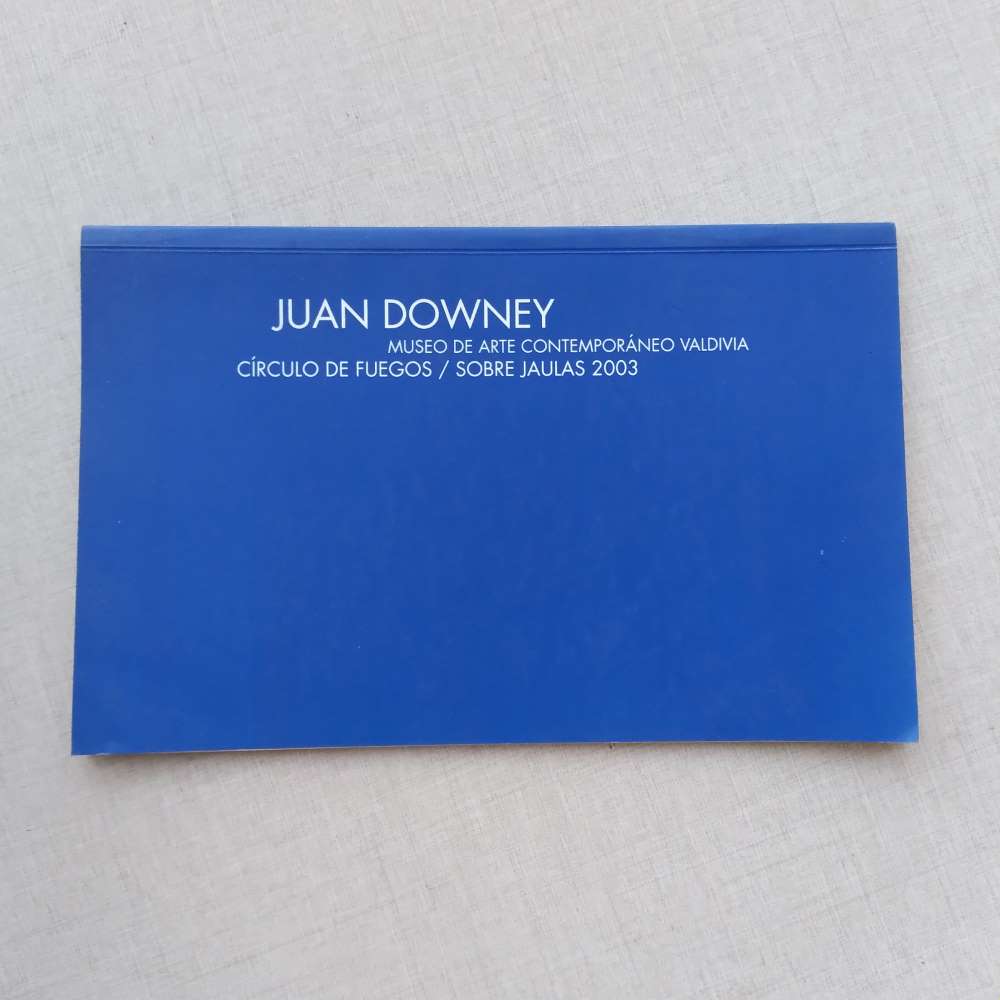 JUAN DOWNEY
MUSEO DE ARTE CONTEMPORÁNEO VALDIVIA
CÍRCULO DE FUEGOS / SOBRE JAULAS 2003